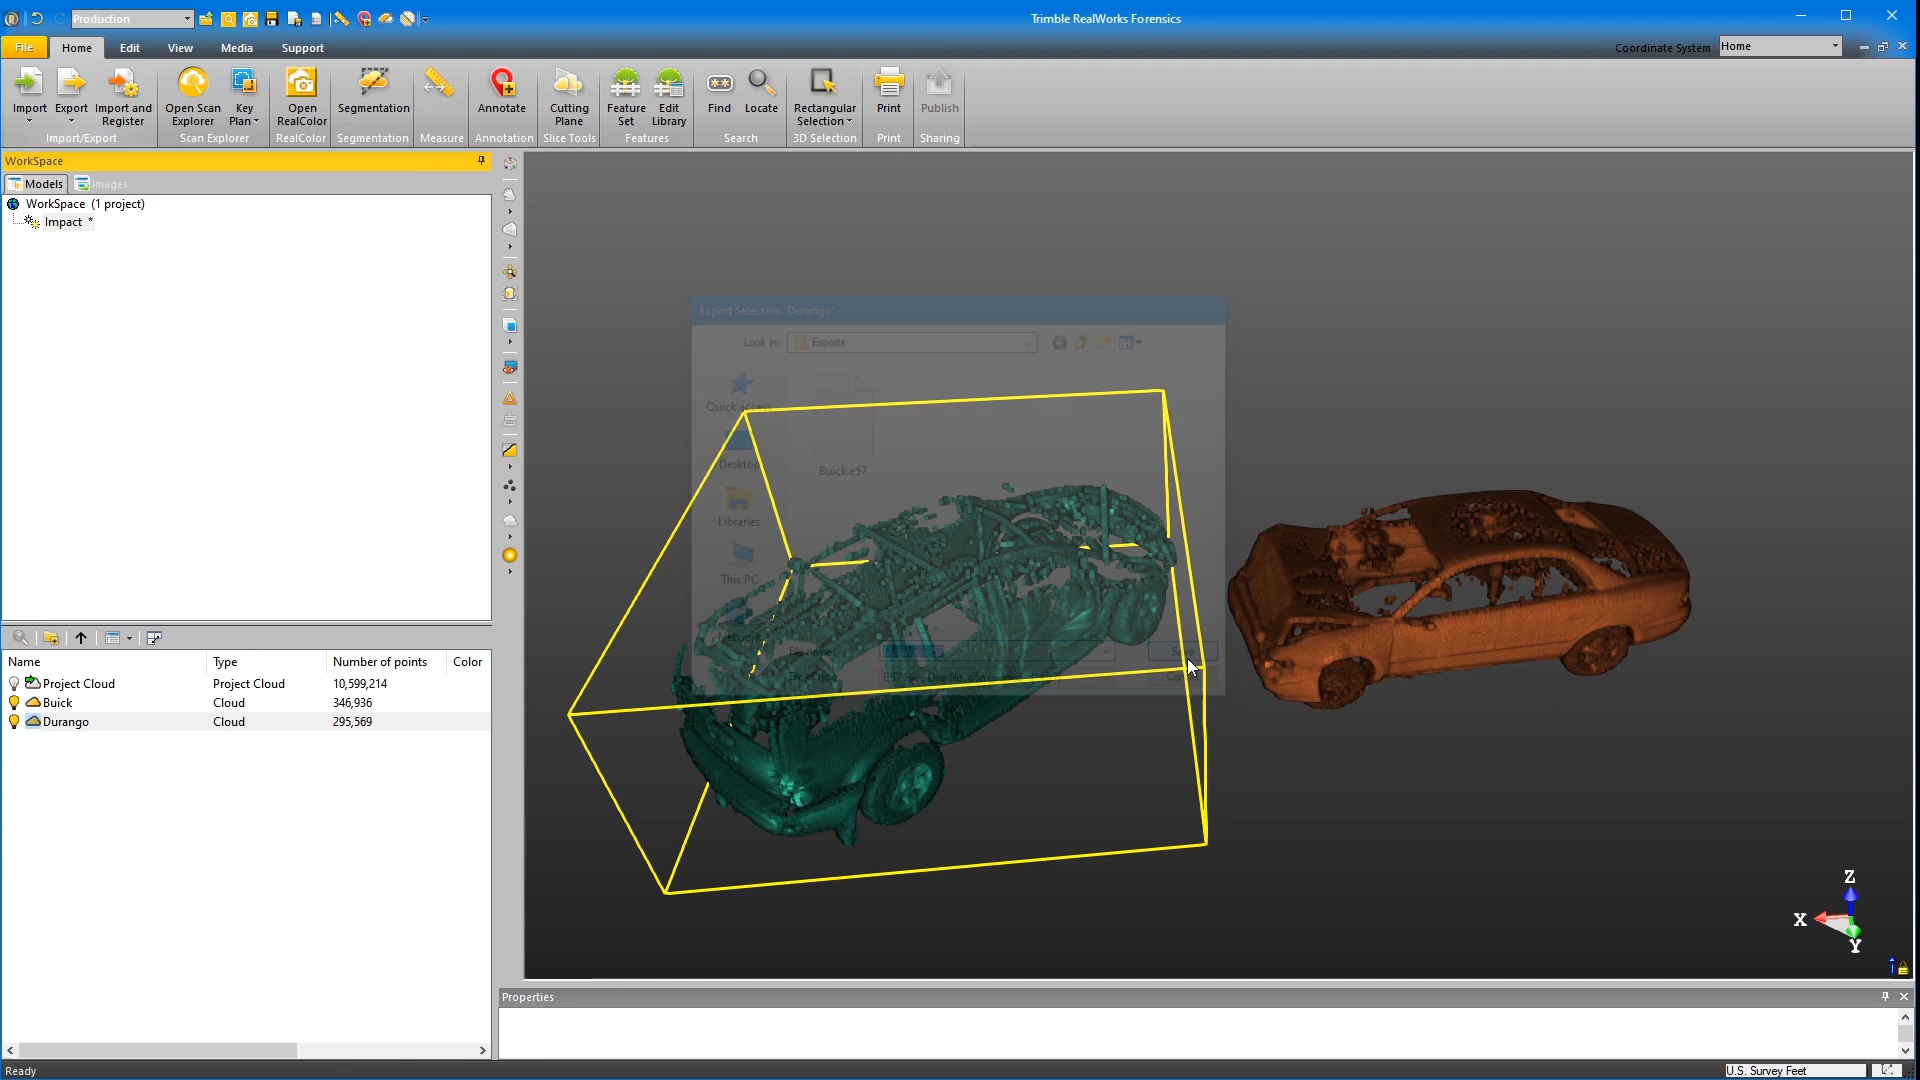 Production
Trimble RealWorks Forensics
File
Home
Edit
View
Media
Support
Coordinate System
Home
Import
Export
Import and Register
Open Scan Explorer
Key Plan
Open RealColor
Segmentation
Annotate
Cutting Plane
Feature Set
Edit Library
Find
Locate
Rectangular Selection
Print
Publish
Import/Export
Scan Explorer
RealColor
Segmentation
Measure
Annotation
Slice Tools
Features
Search
3D Selection
Print
Sharing
WorkSpace
Models
Images
WorkSpace (1 project)
Impact *
Export Selection 'Durango'
Look in:
Exports
Quick access
Desktop
Buick.e57
Libraries
This PC
Network
File name:
Name
Type
Number of points
Color
Project Cloud
Project Cloud
10,599,214
Buick
Cloud
346,936
Durango
Cloud
295,569
Z
X
Y
Properties
Ready
U.S. Survey Feet